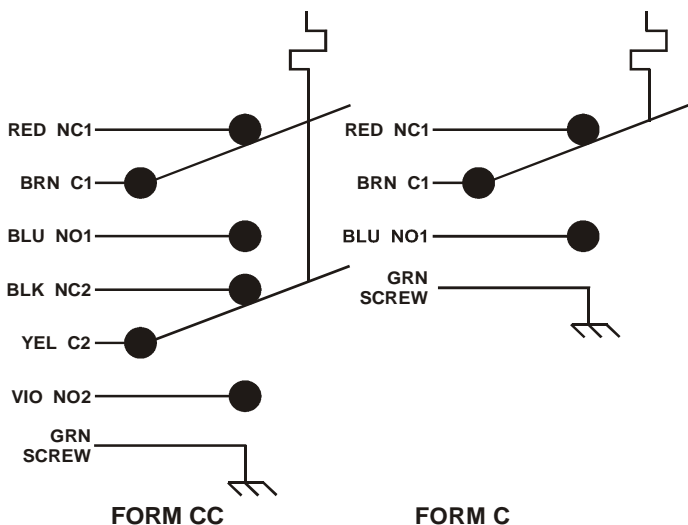 RED NC1
BRN C1
BLU NO1
BLK NC2
YEL C2
VIO NO2
GRN
SCREW
FORM CC
RED NC1
BRN C1
BLU NO1
GRN
SCREW
FORM C